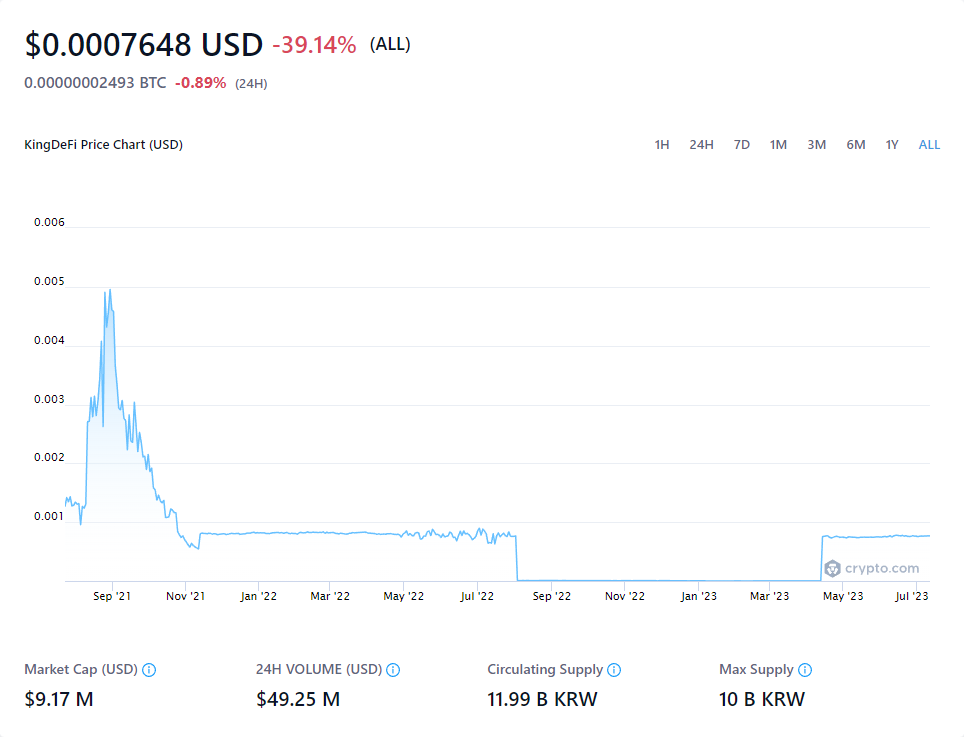 $0.0007648 USD -39.14% (ALL)
0.00000002493 BTC -0.89% (24H)
KingDeFi Price Chart (USD) 1H 24H 7D 1M 3M 6M 1Y ALL
0.006
0.005
0.004
0.003
0.002
0.001
crypto.com
Sep '21 Nov '21 Jan '22 Mar '22 May '22 Jul '22 Sep '22 Nov '22 Jan '23 Mar '23 May '23 Jul '23
Market Cap (USD) 24H VOLUME (USD) Circulating Supply Max Supply
$9.17 M $49.25 M 11.99 B KRW 10 B KRW